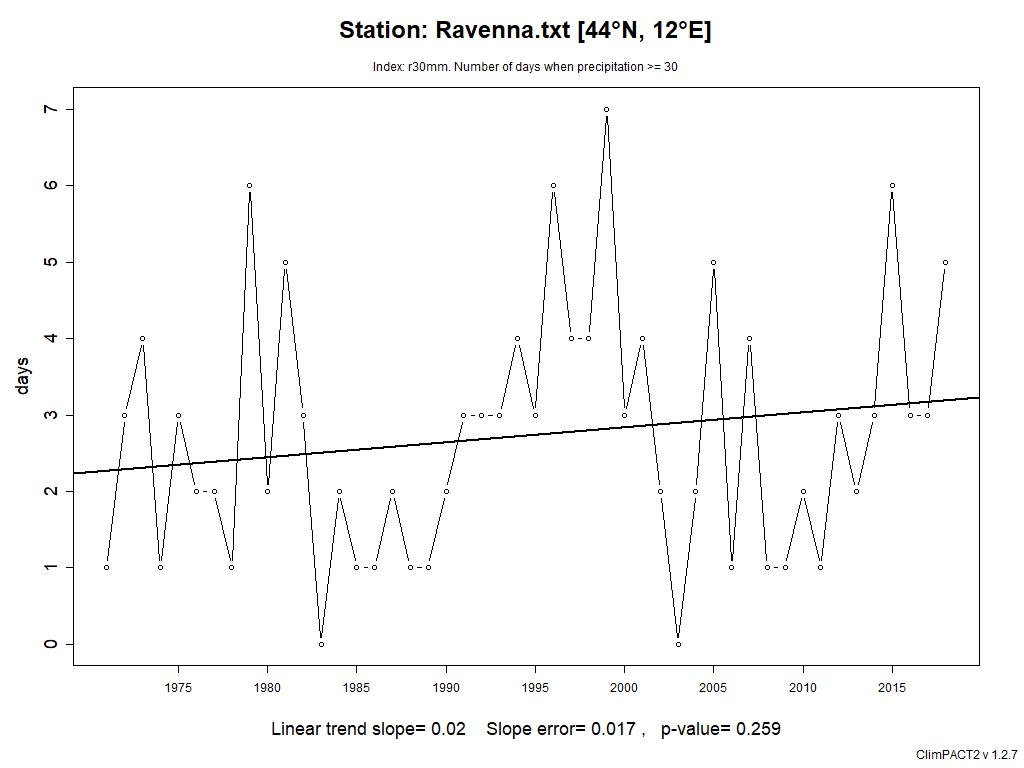 Station: Ravenna.txt [44°N, 12°E]
Index: r30mm. Number of days when precipitation >= 30
days
7
6
5
4
3
2
1
0
1975 1980 1985 1990 1995 2000 2005 2010 2015
Linear trend slope= 0.02 Slope error= 0.017 , p-value= 0.259
ClimPACT2 v 1.2.7